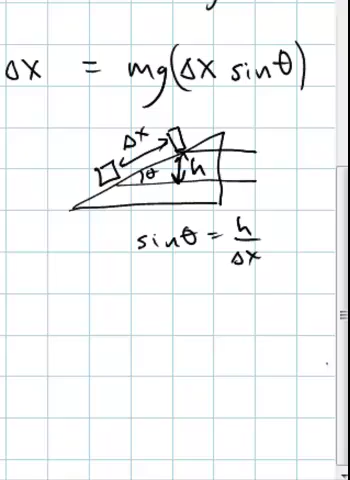 Δx = mg(Δx sinθ)
Δx
θ h
sinθ = h/Δx